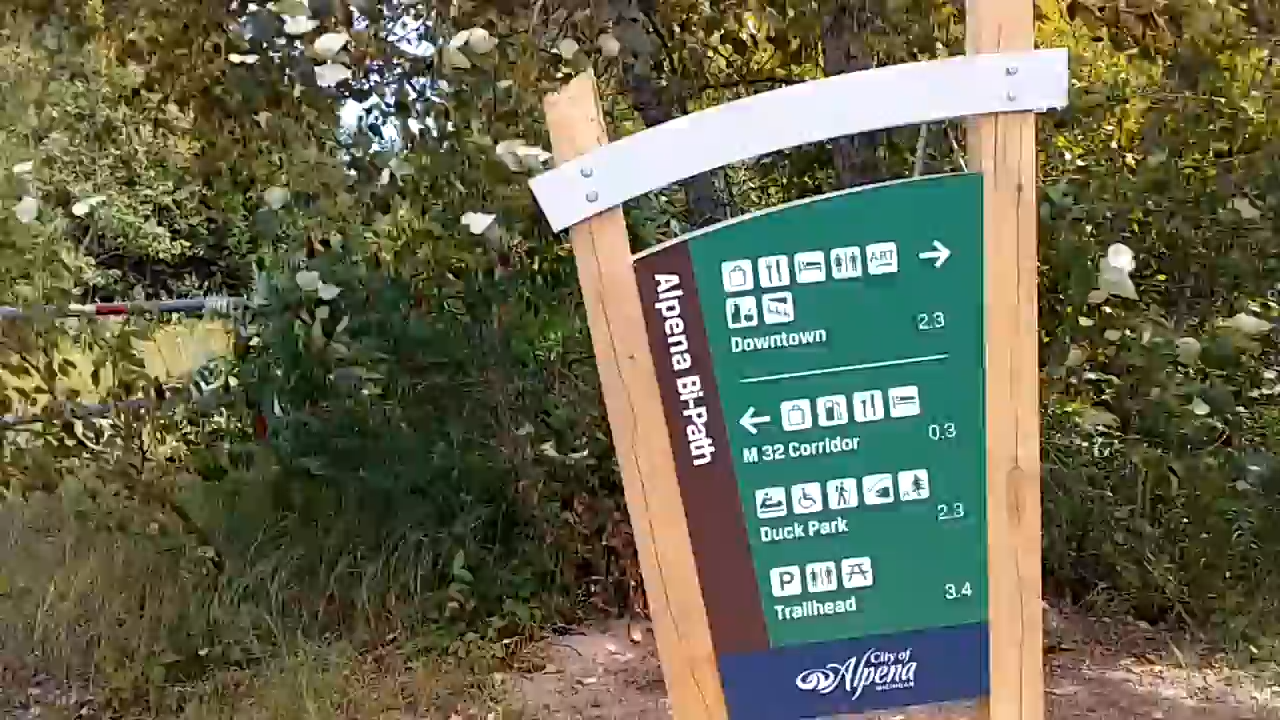 Alpena Bi-Path
ART
Downtown 2.3
M 32 Corridor 0.3
Duck Park 2.3
P
Trailhead 3.4
City of
Alpena
MICHIGAN